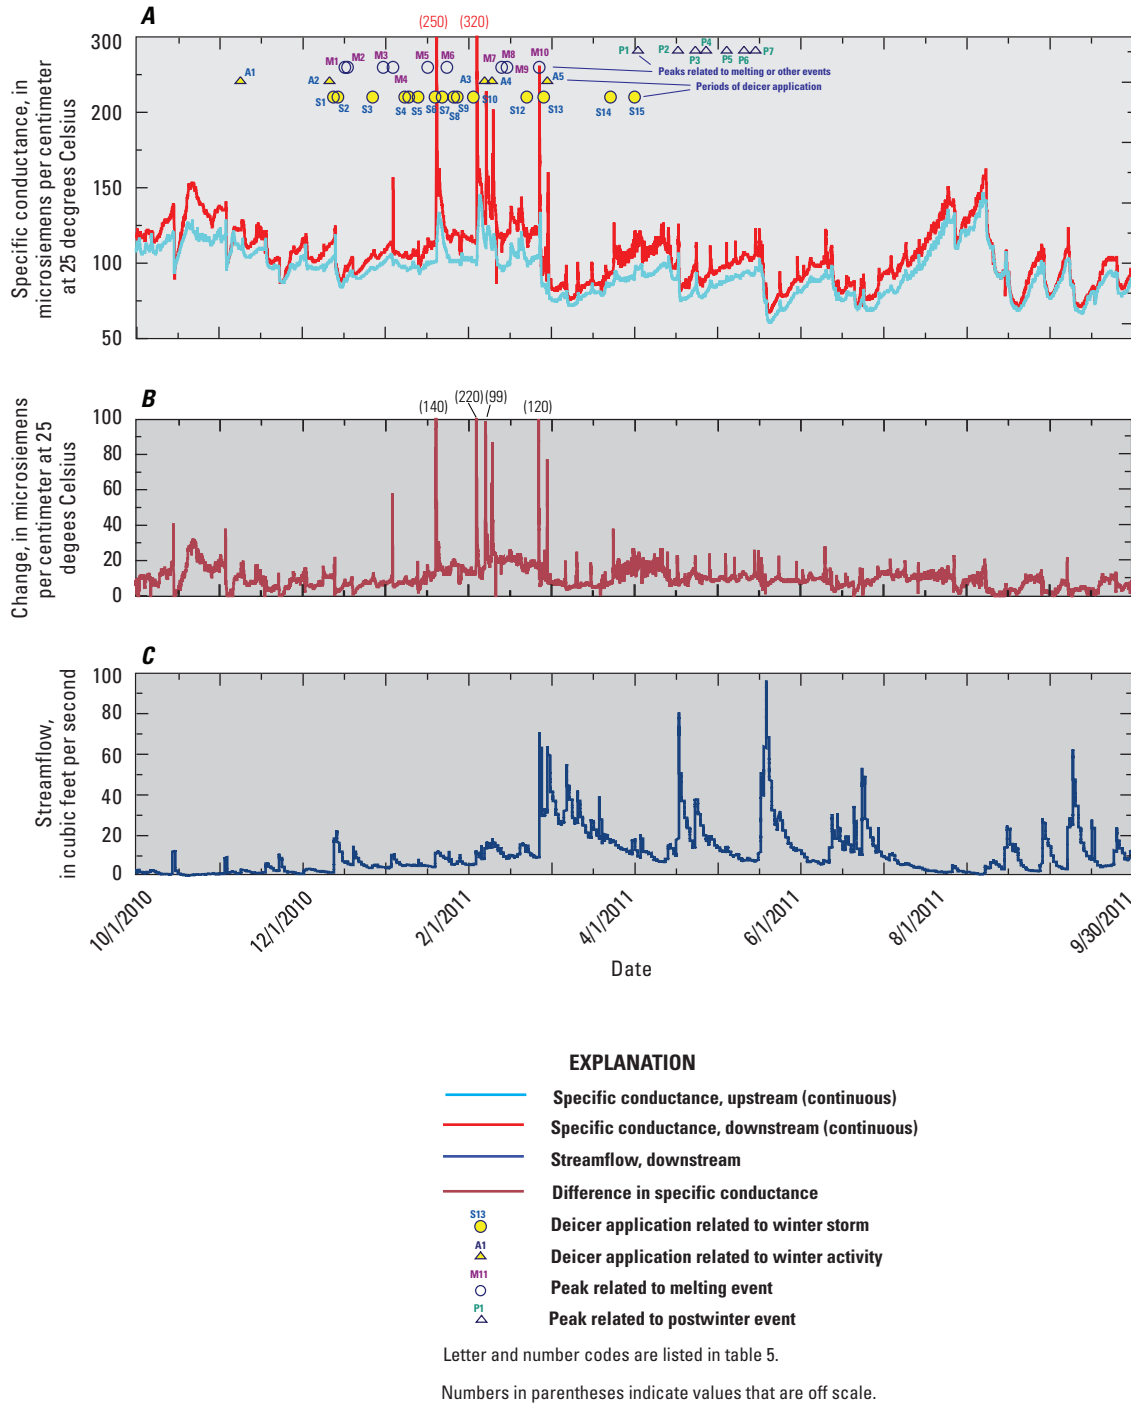 A
(250)
(320)
300
200
150
100
50
Specific conductance, in
microsiemens per centimeter
at 25 degrees Celsius
M1
M2
M3
M5
M6
M7
M8
M10
P1
P2
P4
P3
P5
P6
P7
A1
A2
M4
A3
A4
M9
A5
Peaks related to melting or other events
Periods of deicer application
S1
S2
S3
S4
S5
S6
S7
S8
S9
S10
S12
S13
S14
S15
B
(140)
(220)
(99)
(120)
100
80
60
40
20
0
Change, in microsiemens
per centimeter at 25
degees Celsius
C
100
80
60
40
20
0
Streamflow,
in cubic feet per second
10/1/2010
12/1/2010
2/1/2011
4/1/2011
6/1/2011
8/1/2011
9/30/2011
Date
EXPLANATION
Specific conductance, upstream (continuous)
Specific conductance, downstream (continuous)
Streamflow, downstream
Difference in specific conductance
S13
Deicer application related to winter storm
A1
Deicer application related to winter activity
M11
Peak related to melting event
P1
Peak related to postwinter event
Letter and number codes are listed in table 5.
Numbers in parentheses indicate values that are off scale.